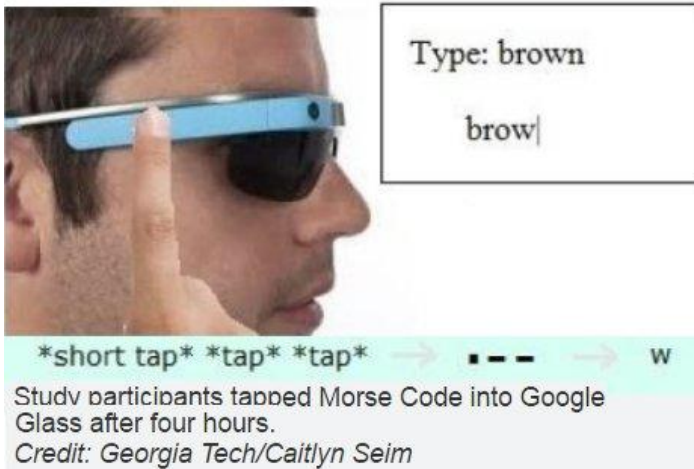 Type: brown
brow|
*short tap* *tap* *tap* → ▪–– → w
Study participants tapped Morse Code into Google
Glass after four hours.
Credit: Georgia Tech/Caitlyn Seim